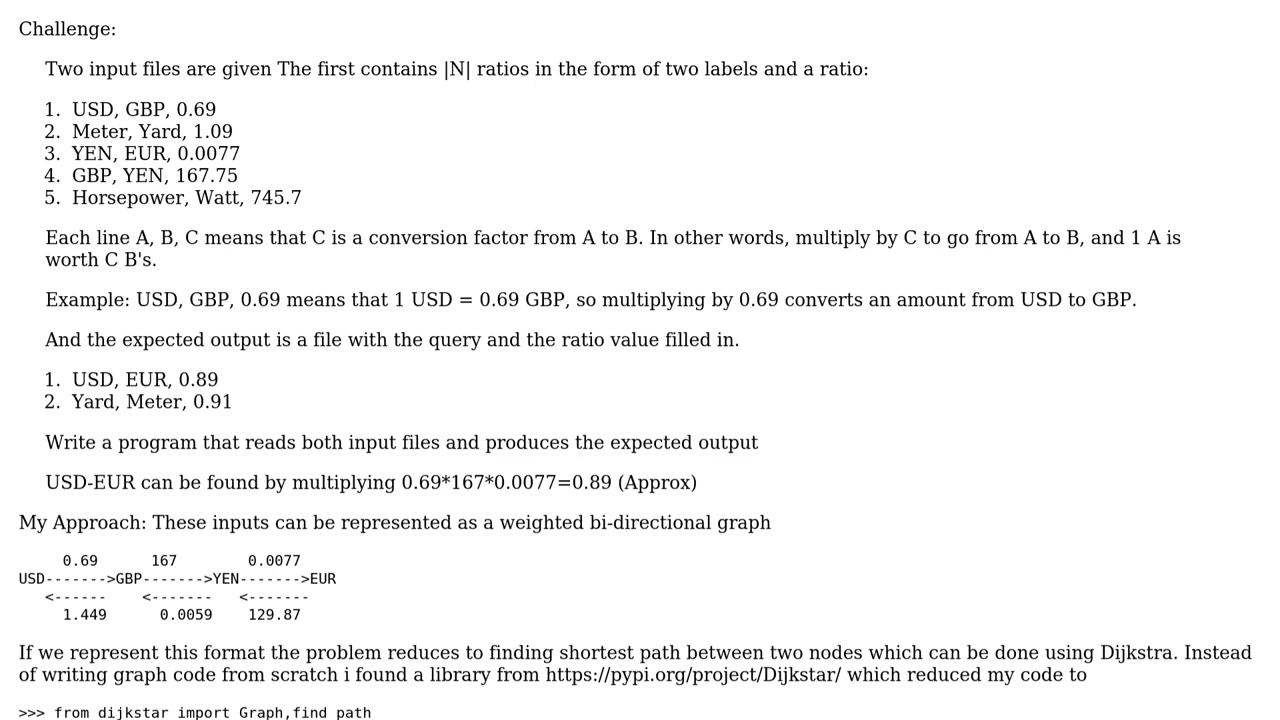 Challenge:
Two input files are given The first contains |N| ratios in the form of two labels and a ratio:
1. USD, GBP, 0.69
2. Meter, Yard, 1.09
3. YEN, EUR, 0.0077
4. GBP, YEN, 167.75
5. Horsepower, Watt, 745.7
Each line A, B, C means that C is a conversion factor from A to B. In other words, multiply by C to go from A to B, and 1 A is
worth C B's.
Example: USD, GBP, 0.69 means that 1 USD = 0.69 GBP, so multiplying by 0.69 converts an amount from USD to GBP.
And the expected output is a file with the query and the ratio value filled in.
1. USD, EUR, 0.89
2. Yard, Meter, 0.91
Write a program that reads both input files and produces the expected output
USD-EUR can be found by multiplying 0.69*167*0.0077=0.89 (Approx)
My Approach: These inputs can be represented as a weighted bi-directional graph
     0.69      167        0.0077
USD------->GBP------->YEN------->EUR
   <------    <-------   <-------
     1.449      0.0059    129.87
If we represent this format the problem reduces to finding shortest path between two nodes which can be done using Dijkstra. Instead
of writing graph code from scratch i found a library from https://pypi.org/project/Dijkstar/ which reduced my code to
>>> from dijkstar import Graph,find_path